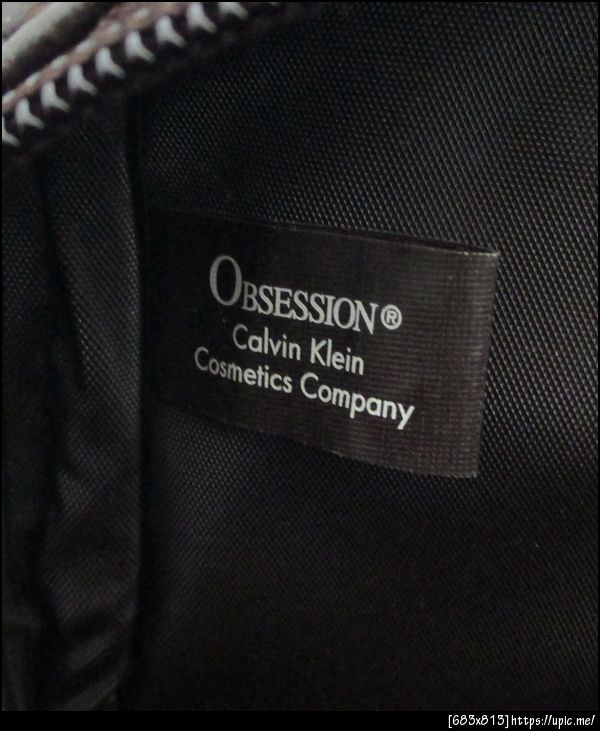 OBSESSION®
Calvin Klein
Cosmetics Company
[683x813]https://upic.me/